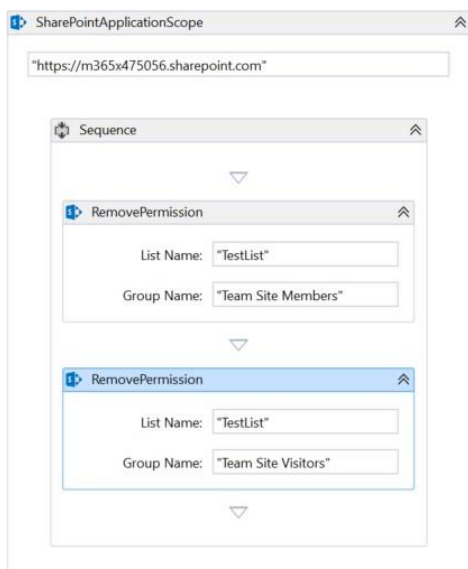 SharePointApplicationScope
"https://m365x475056.sharepoint.com"
Sequence
RemovePermission
List Name: "TestList"
Group Name: "Team Site Members"
RemovePermission
List Name: "TestList"
Group Name: "Team Site Visitors"